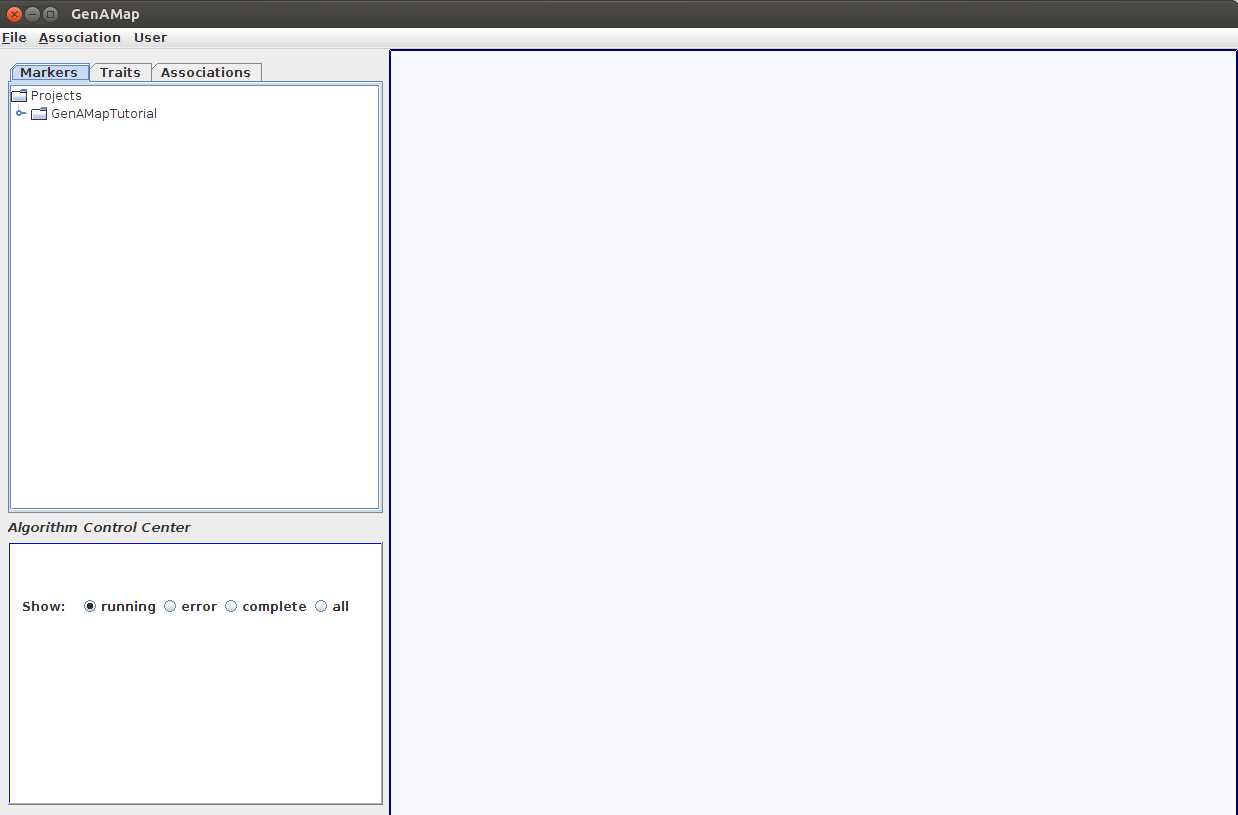 GenAMap
File Association User
Markers Traits Associations
Projects
GenAMapTutorial
Algorithm Control Center
Show: running error complete all